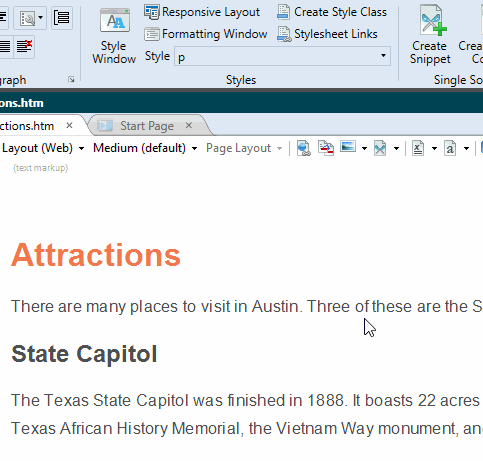 Responsive Layout
Create Style Class
Formatting Window
Stylesheet Links
Style
Window
Style p
Create
Snippet
Create
Co
graph
Styles
Single So
ons.htm
ctions.htm ×
Start Page ×
Layout (Web)
Medium (default)
Page Layout
(text markup)
Attractions
There are many places to visit in Austin. Three of these are the S
State Capitol
The Texas State Capitol was finished in 1888. It boasts 22 acres
Texas African History Memorial, the Vietnam Way monument, an